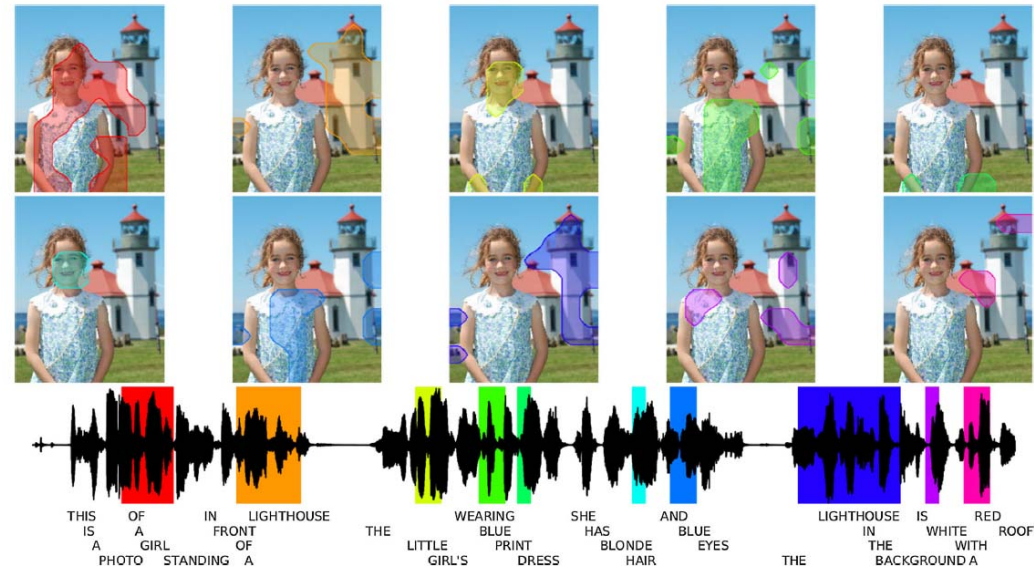 THIS OF IN LIGHTHOUSE WEARING SHE AND LIGHTHOUSE IS RED
IS A FRONT THE BLUE HAS BLUE IN WHITE ROOF
A GIRL OF LITTLE PRINT BLONDE EYES THE WITH
PHOTO STANDING A GIRL'S DRESS HAIR THE BACKGROUND A